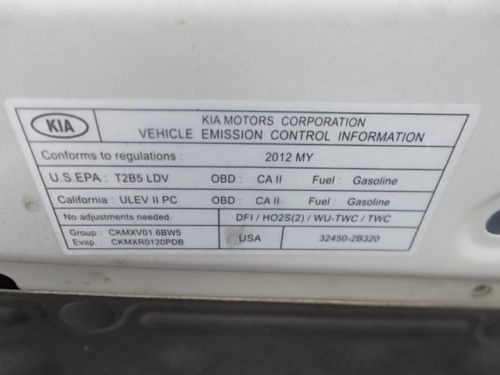 KIA
KIA MOTORS CORPORATION
VEHICLE EMISSION CONTROL INFORMATION
Conforms to regulations : 2012 MY
U.S.EPA : T2B5 LDV OBD : CA II Fuel : Gasoline
California : ULEV II PC OBD : CA II Fuel : Gasoline
No adjustments needed. DFI / HO2S(2) / WU-TWC / TWC
Group : CKMXV01.6BW5
Evap. : CKMXR0120PDB
USA 32450-2B320